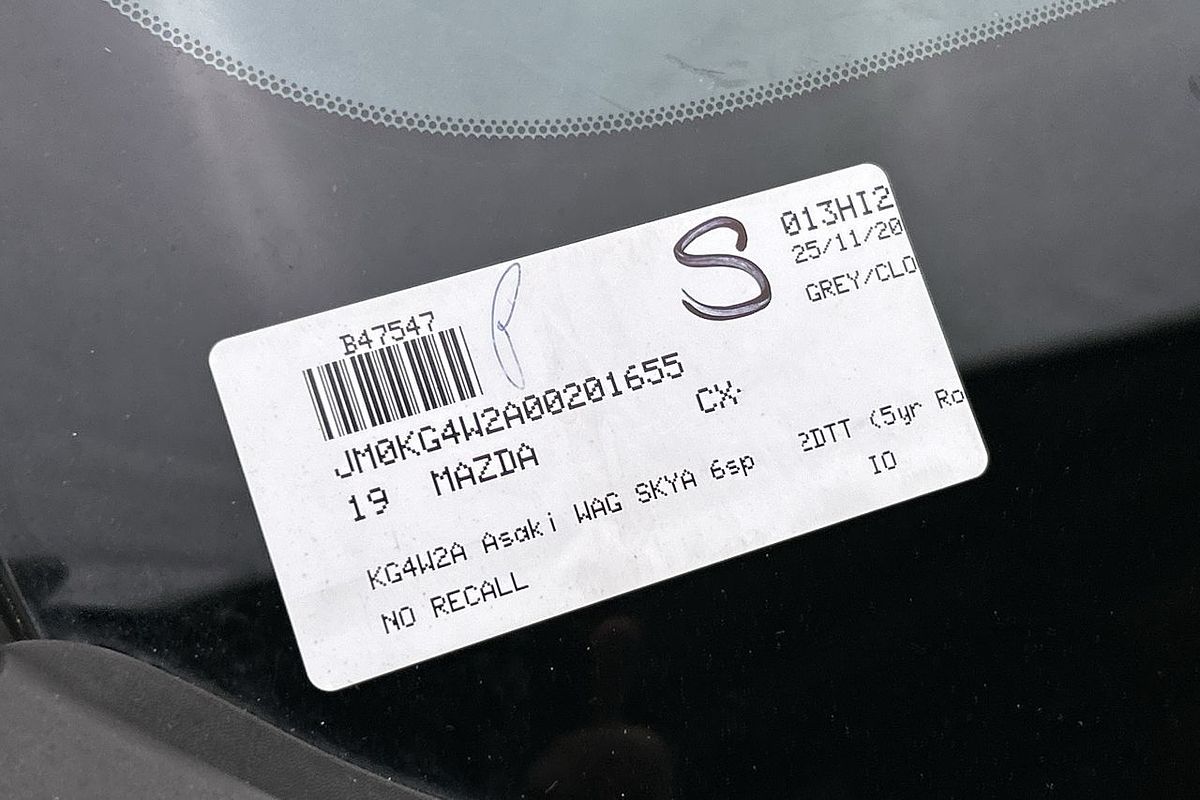 S
013HI2
25/11/20
GREY/CLO
B47547
JM0KG4W2A00201655
19 MAZDA CX-
KG4W2A Asaki WAG SKYA 6sp 2DTT (5yr Ro
NO RECALL IO